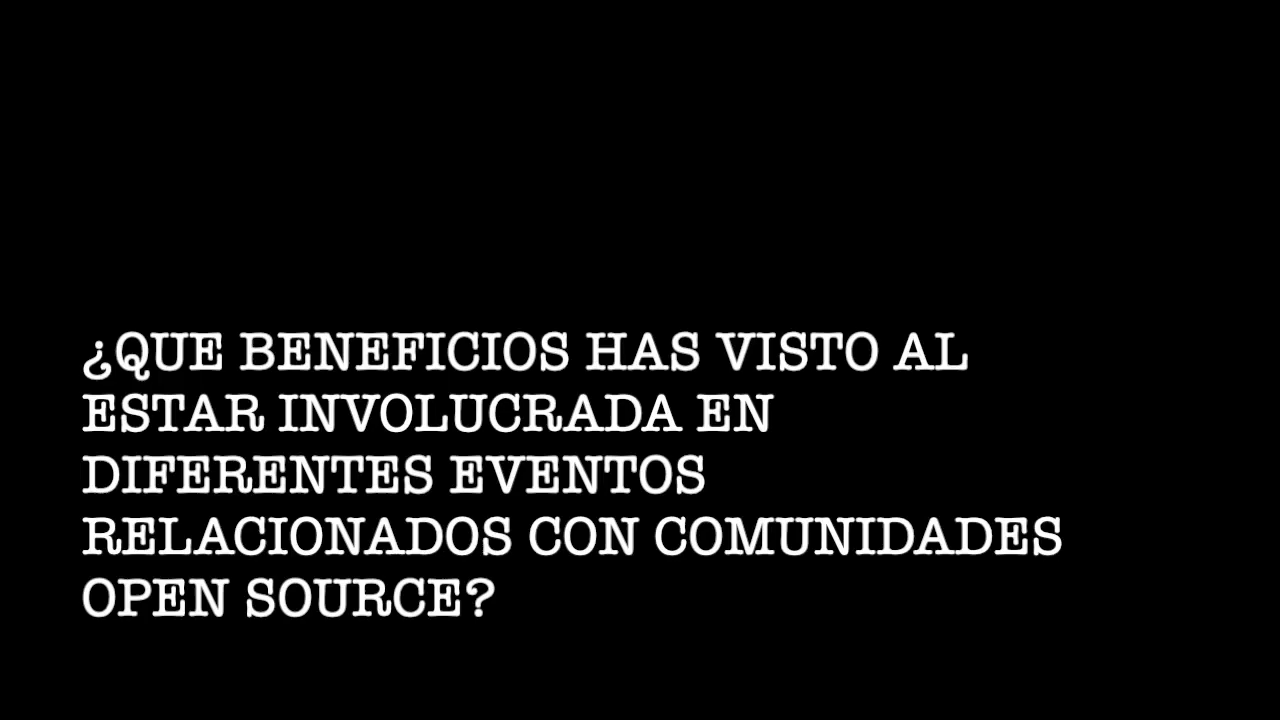 ¿QUE BENEFICIOS HAS VISTO AL
ESTAR INVOLUCRADA EN
DIFERENTES EVENTOS
RELACIONADOS CON COMUNIDADES
OPEN SOURCE?